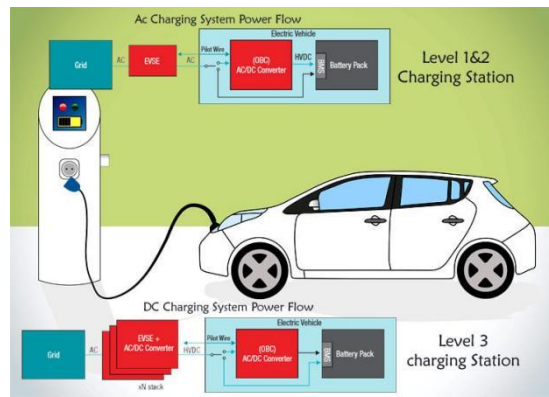 Ac Charging System Power Flow
Electric Vehicle
Grid
AC
EVSE
Pilot Wire
AC
(OBC)
AC/DC Converter
HVDC
BMS
Battery Pack
Level 1&2
Charging Station
DC Charging System Power Flow
Electric Vehicle
Grid
AC
EVSE +
AC/DC Converter
xN stack
Pilot Wire
HVDC
(OBC)
AC/DC Converter
BMS
Battery Pack
Level 3
charging Station